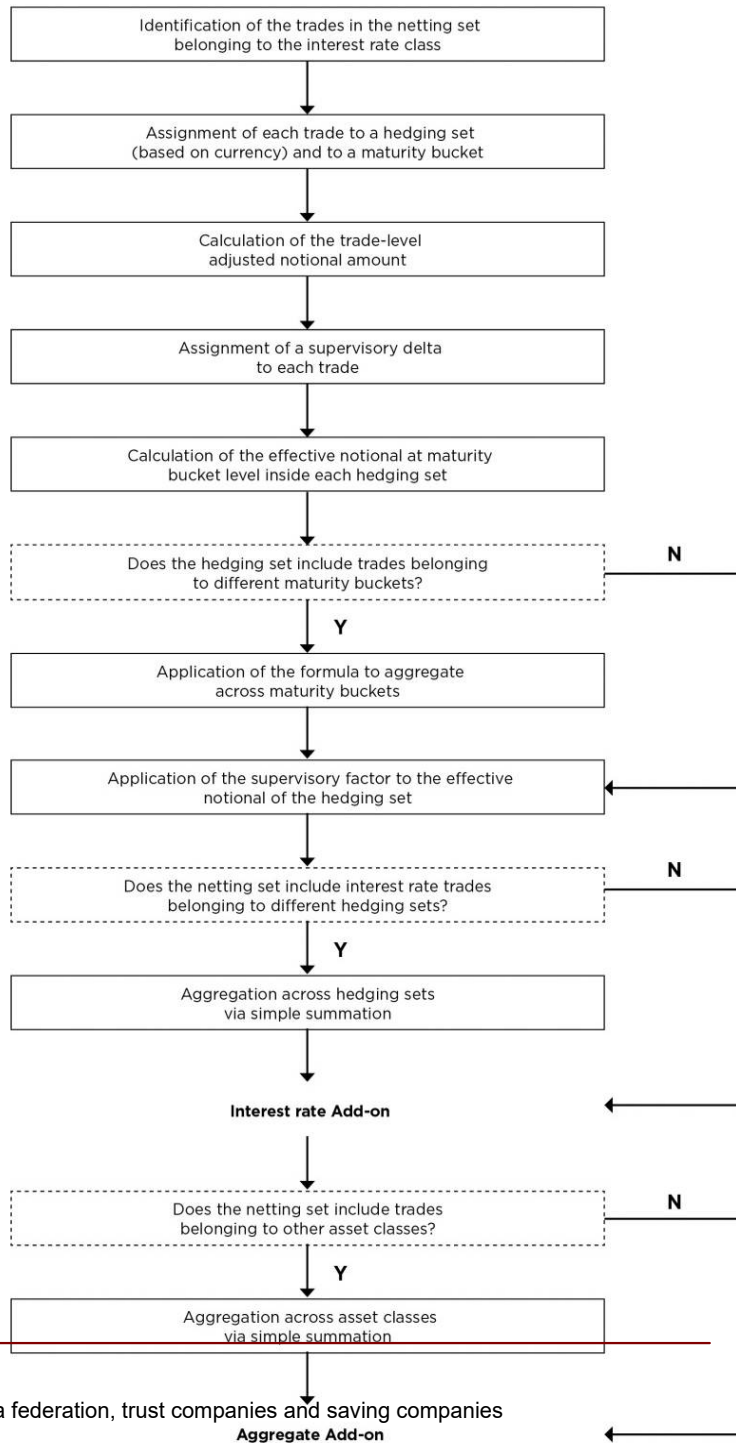 Identification of the trades in the netting set
belonging to the interest rate class
Assignment of each trade to a hedging set
(based on currency) and to a maturity bucket
Calculation of the trade-level
adjusted notional amount
Assignment of a supervisory delta
to each trade
Calculation of the effective notional at maturity
bucket level inside each hedging set
Does the hedging set include trades belonging
to different maturity buckets?
N
Y
Application of the formula to aggregate
across maturity buckets
Application of the supervisory factor to the effective
notional of the hedging set
Does the netting set include interest rate trades
belonging to different hedging sets?
N
Y
Aggregation across hedging sets
via simple summation
Interest rate Add-on
Does the netting set include trades
belonging to other asset classes?
N
Y
Aggregation across asset classes
via simple summation
a federation, trust companies and saving companies
Aggregate Add-on